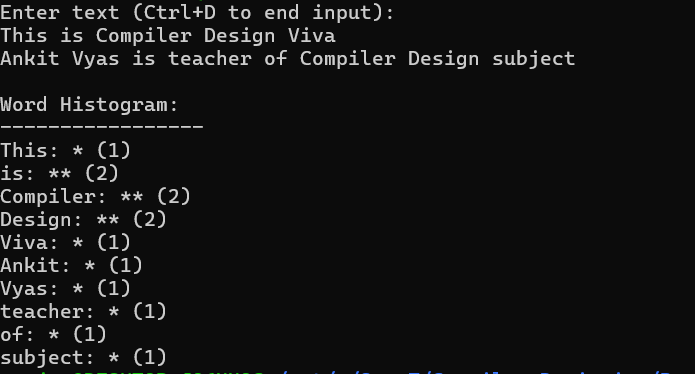 Enter text (Ctrl+D to end input):
This is Compiler Design Viva
Ankit Vyas is teacher of Compiler Design subject

Word Histogram:
-----------------
This: * (1)
is: ** (2)
Compiler: ** (2)
Design: ** (2)
Viva: * (1)
Ankit: * (1)
Vyas: * (1)
teacher: * (1)
of: * (1)
subject: * (1)